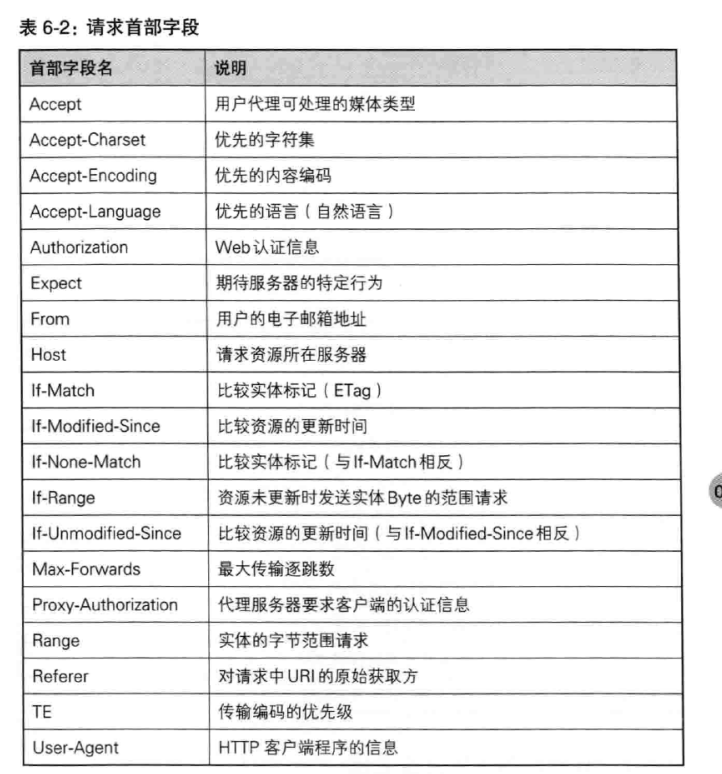 表 6-2：请求首部字段
首部字段名 说明
Accept 用户代理可处理的媒体类型
Accept-Charset 优先的字符集
Accept-Encoding 优先的内容编码
Accept-Language 优先的语言（自然语言）
Authorization Web认证信息
Expect 期待服务器的特定行为
From 用户的电子邮箱地址
Host 请求资源所在服务器
If-Match 比较实体标记（ETag）
If-Modified-Since 比较资源的更新时间
If-None-Match 比较实体标记（与If-Match相反）
If-Range 资源未更新时发送实体Byte的范围请求
If-Unmodified-Since 比较资源的更新时间（与If-Modified-Since相反）
Max-Forwards 最大传输逐跳数
Proxy-Authorization 代理服务器要求客户端的认证信息
Range 实体的字节范围请求
Referer 对请求中URI的原始获取方
TE 传输编码的优先级
User-Agent HTTP 客户端程序的信息